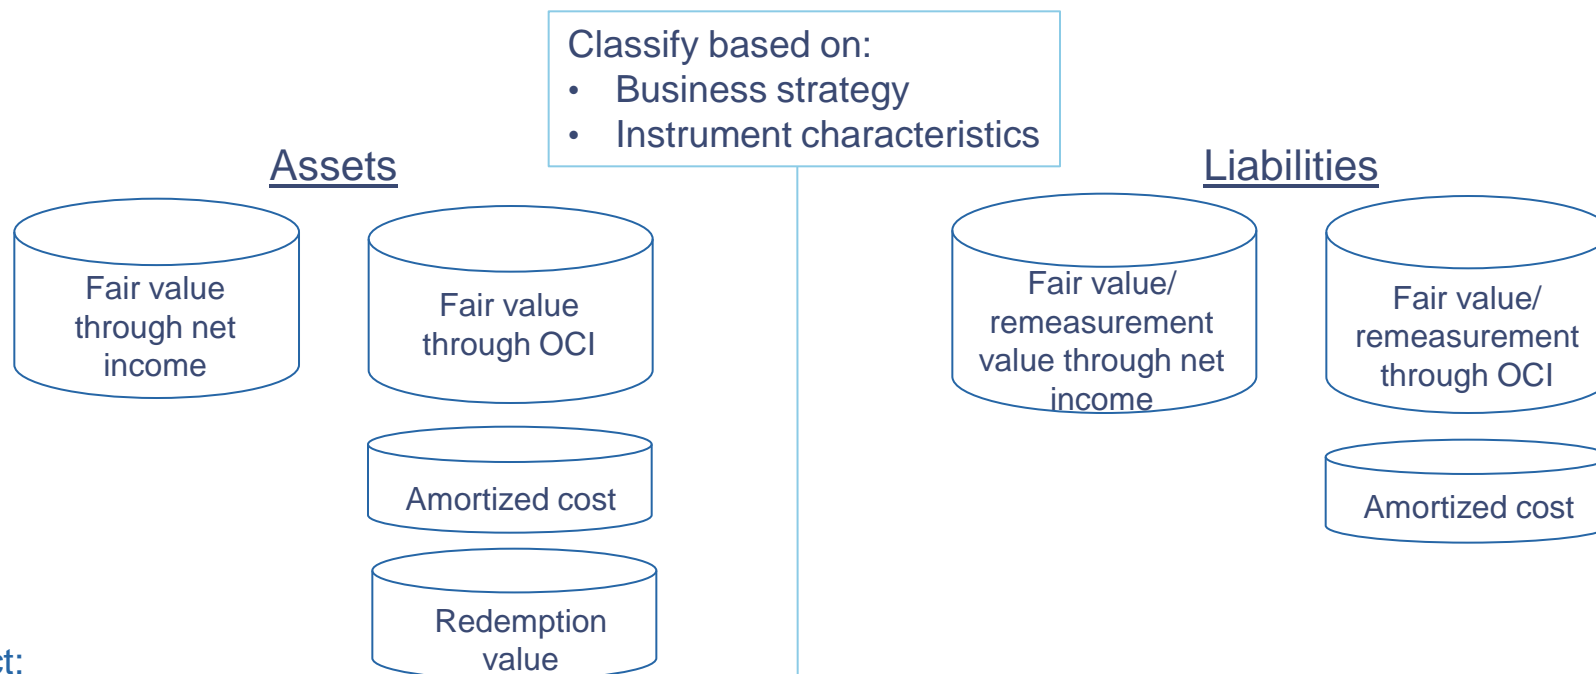 Classify based on:
• Business strategy
• Instrument characteristics
Assets
Liabilities
Fair value
through net
income
Fair value
through OCI
Amortized cost
Redemption
value
Fair value/
remeasurement
value through net
income
Fair value/
remeasurement
through OCI
Amortized cost
ct: